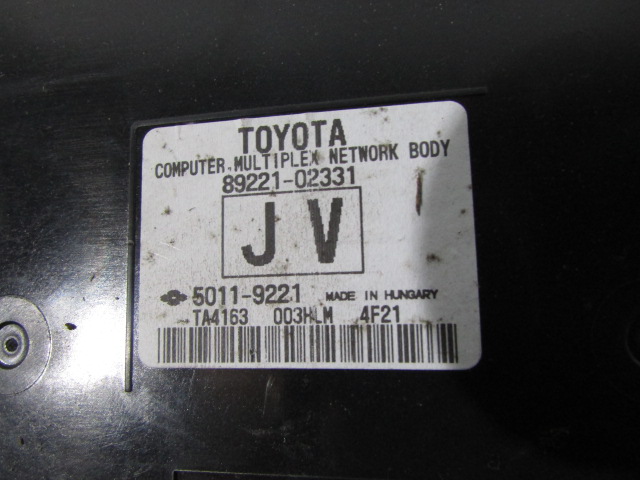 TOYOTA
COMPUTER.MULTIPLEX NETWORK BODY
89221-02331
JV
5011-9221 MADE IN HUNGARY
TA4163 003HLM 4F21